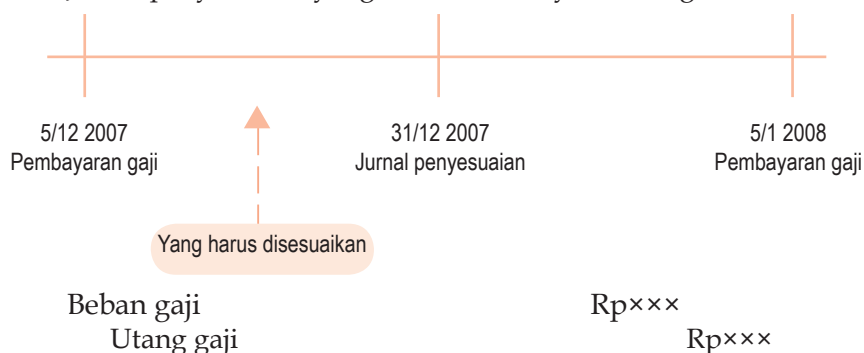 5/12 2007 31/12 2007 5/1 2008
Pembayaran gaji Jurnal penyesuaian Pembayaran gaji
Yang harus disesuaikan
Beban gaji Rp×××
Utang gaji Rp×××